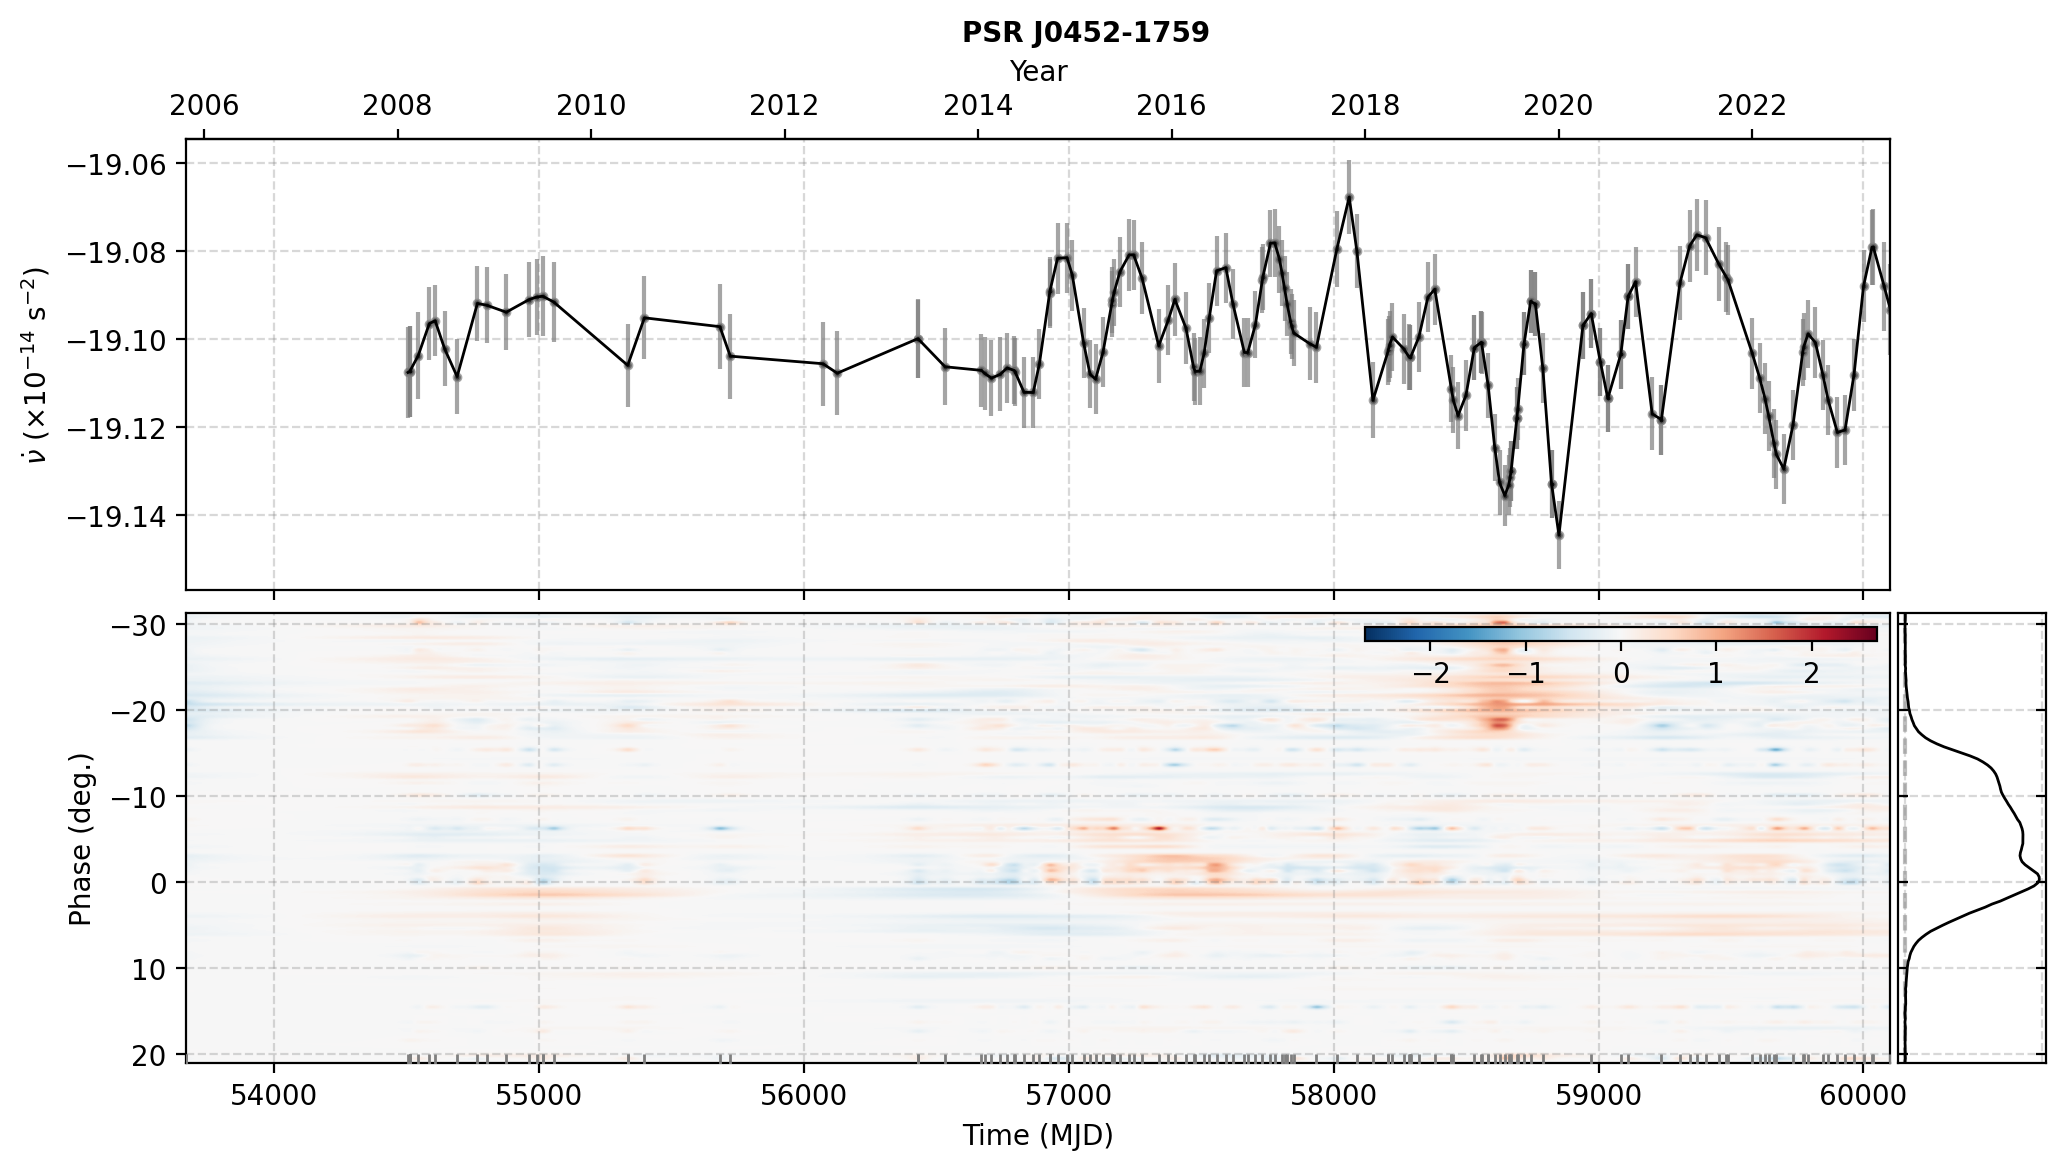 PSR J0452-1759
Year
2006 2008 2010 2012 2014 2016 2018 2020 2022
−19.06
−19.08
−19.10
−19.12
−19.14
ν̇ (×10⁻¹⁴ s⁻²)
−30
−20
−10
0
10
20
Phase (deg.)
−2 −1 0 1 2
54000 55000 56000 57000 58000 59000 60000
Time (MJD)